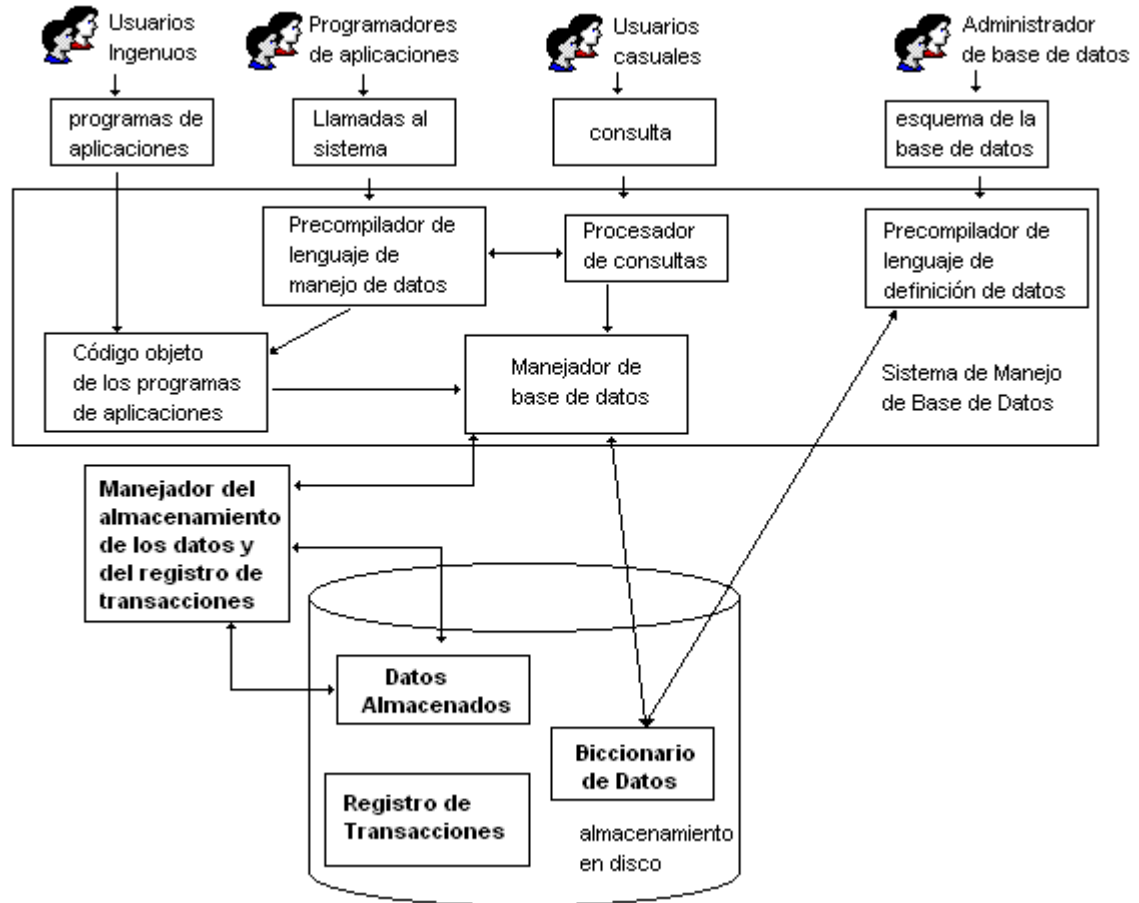 Usuarios
Ingenuos
Programadores
de aplicaciones
Usuarios
casuales
Administrador
de base de datos
programas de
aplicaciones
Llamadas al
sistema
consulta
esquema de la
base de datos
Precompilador de
lenguaje de
manejo de datos
Procesador
de consultas
Precompilador de
lenguaje de
definición de datos
Código objeto
de los programas
de aplicaciones
Manejador de
base de datos
Sistema de Manejo
de Base de Datos
Manejador del
almacenamiento
de los datos y
del registro de
transacciones
Datos
Almacenados
Biccionario
de Datos
Registro de
Transacciones
almacenamiento
en disco